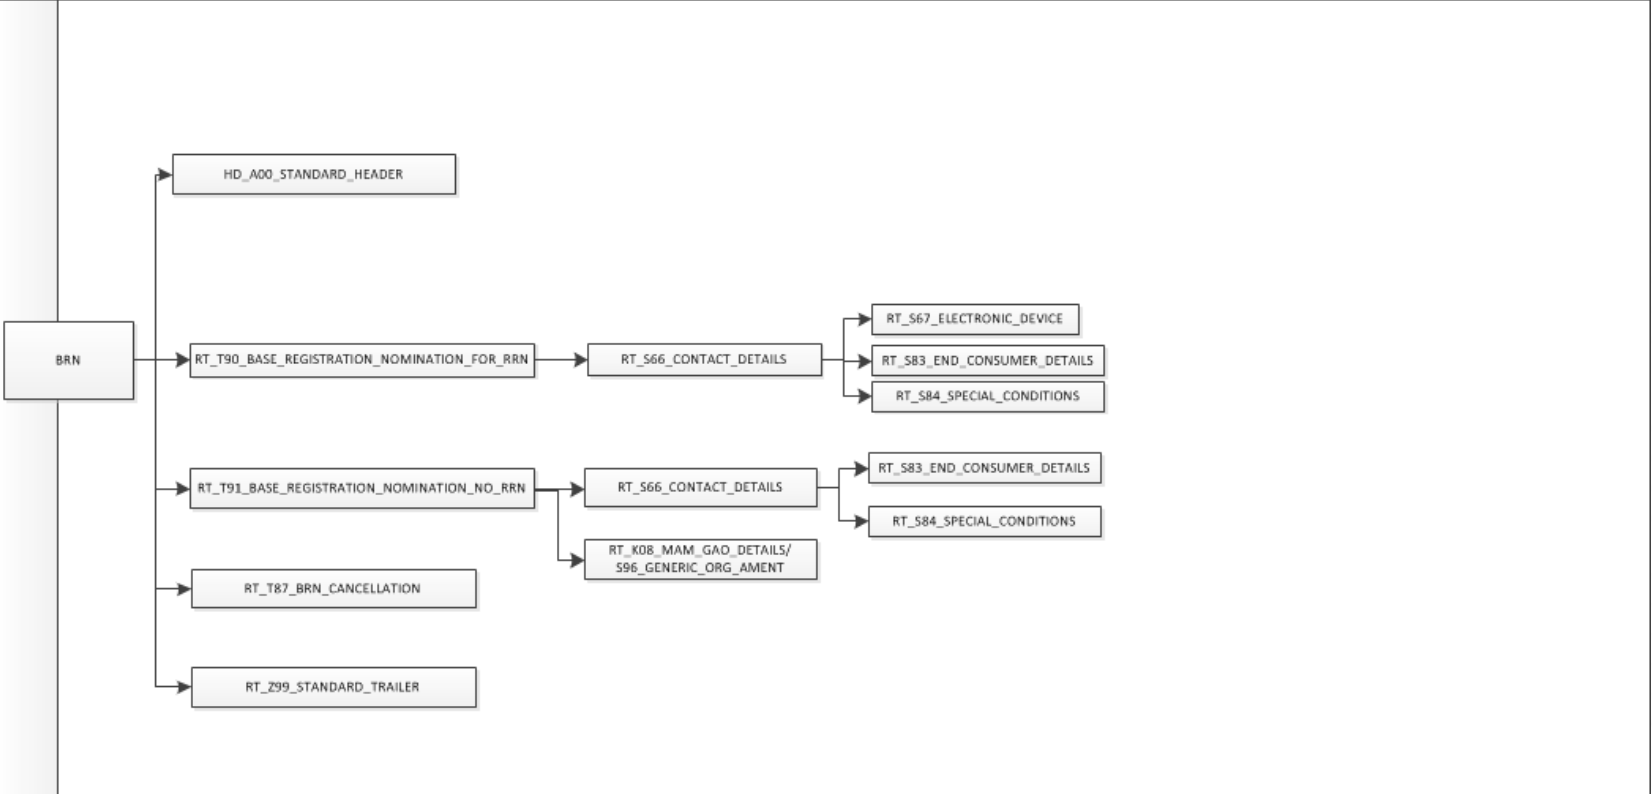 HD_A00_STANDARD_HEADER
RT_S67_ELECTRONIC_DEVICE
BRN
RT_T90_BASE_REGISTRATION_NOMINATION_FOR_RRN
RT_S66_CONTACT_DETAILS
RT_S83_END_CONSUMER_DETAILS
RT_S84_SPECIAL_CONDITIONS
RT_S83_END_CONSUMER_DETAILS
RT_T91_BASE_REGISTRATION_NOMINATION_NO_RRN
RT_S66_CONTACT_DETAILS
RT_S84_SPECIAL_CONDITIONS
RT_K08_MAM_GAO_DETAILS/
S96_GENERIC_ORG_AMENT
RT_T87_BRN_CANCELLATION
RT_Z99_STANDARD_TRAILER